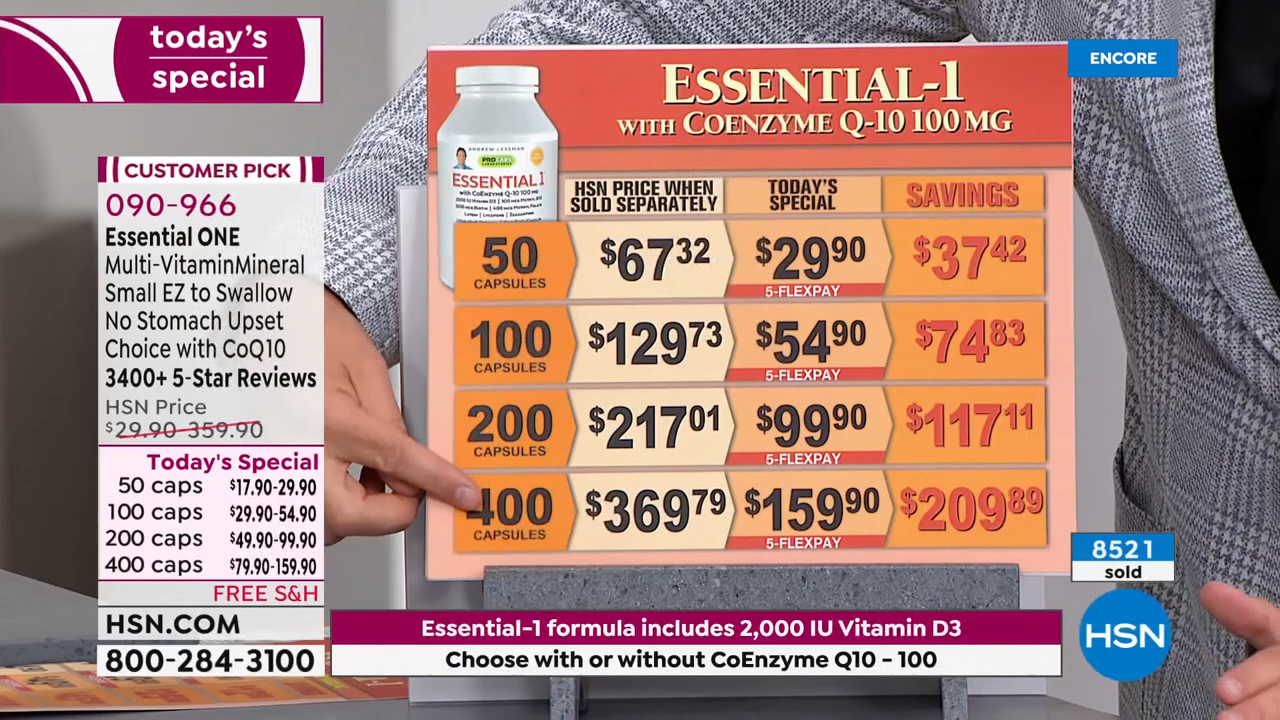 today's
special
CUSTOMER PICK
090-966
Essential ONE
Multi-VitaminMineral
Small EZ to Swallow
No Stomach Upset
Choice with CoQ10
3400+ 5-Star Reviews
HSN Price
$29.90-359.90
Today's Special
50 caps $17.90-29.90
100 caps $29.90-54.90
200 caps $49.90-99.90
400 caps $79.90-159.90
FREE S&H
HSN.COM
800-284-3100
ENCORE
ESSENTIAL-1
WITH COENZYME Q-10 100 MG
ANDREW LESSMAN
PROCAPS
LABORATORIES
ESSENTIAL 1
with CoEnzyme Q-10 100 mg
HSN PRICE WHEN
SOLD SEPARATELY
TODAY'S
SPECIAL
SAVINGS
50 CAPSULES $67.32 $29.90 $37.42
5-FLEXPAY
100 CAPSULES $129.73 $54.90 $74.83
5-FLEXPAY
200 CAPSULES $217.01 $99.90 $117.11
5-FLEXPAY
400 CAPSULES $369.79 $159.90 $209.89
5-FLEXPAY
8521
sold
HSN
Essential-1 formula includes 2,000 IU Vitamin D3
Choose with or without CoEnzyme Q10 - 100